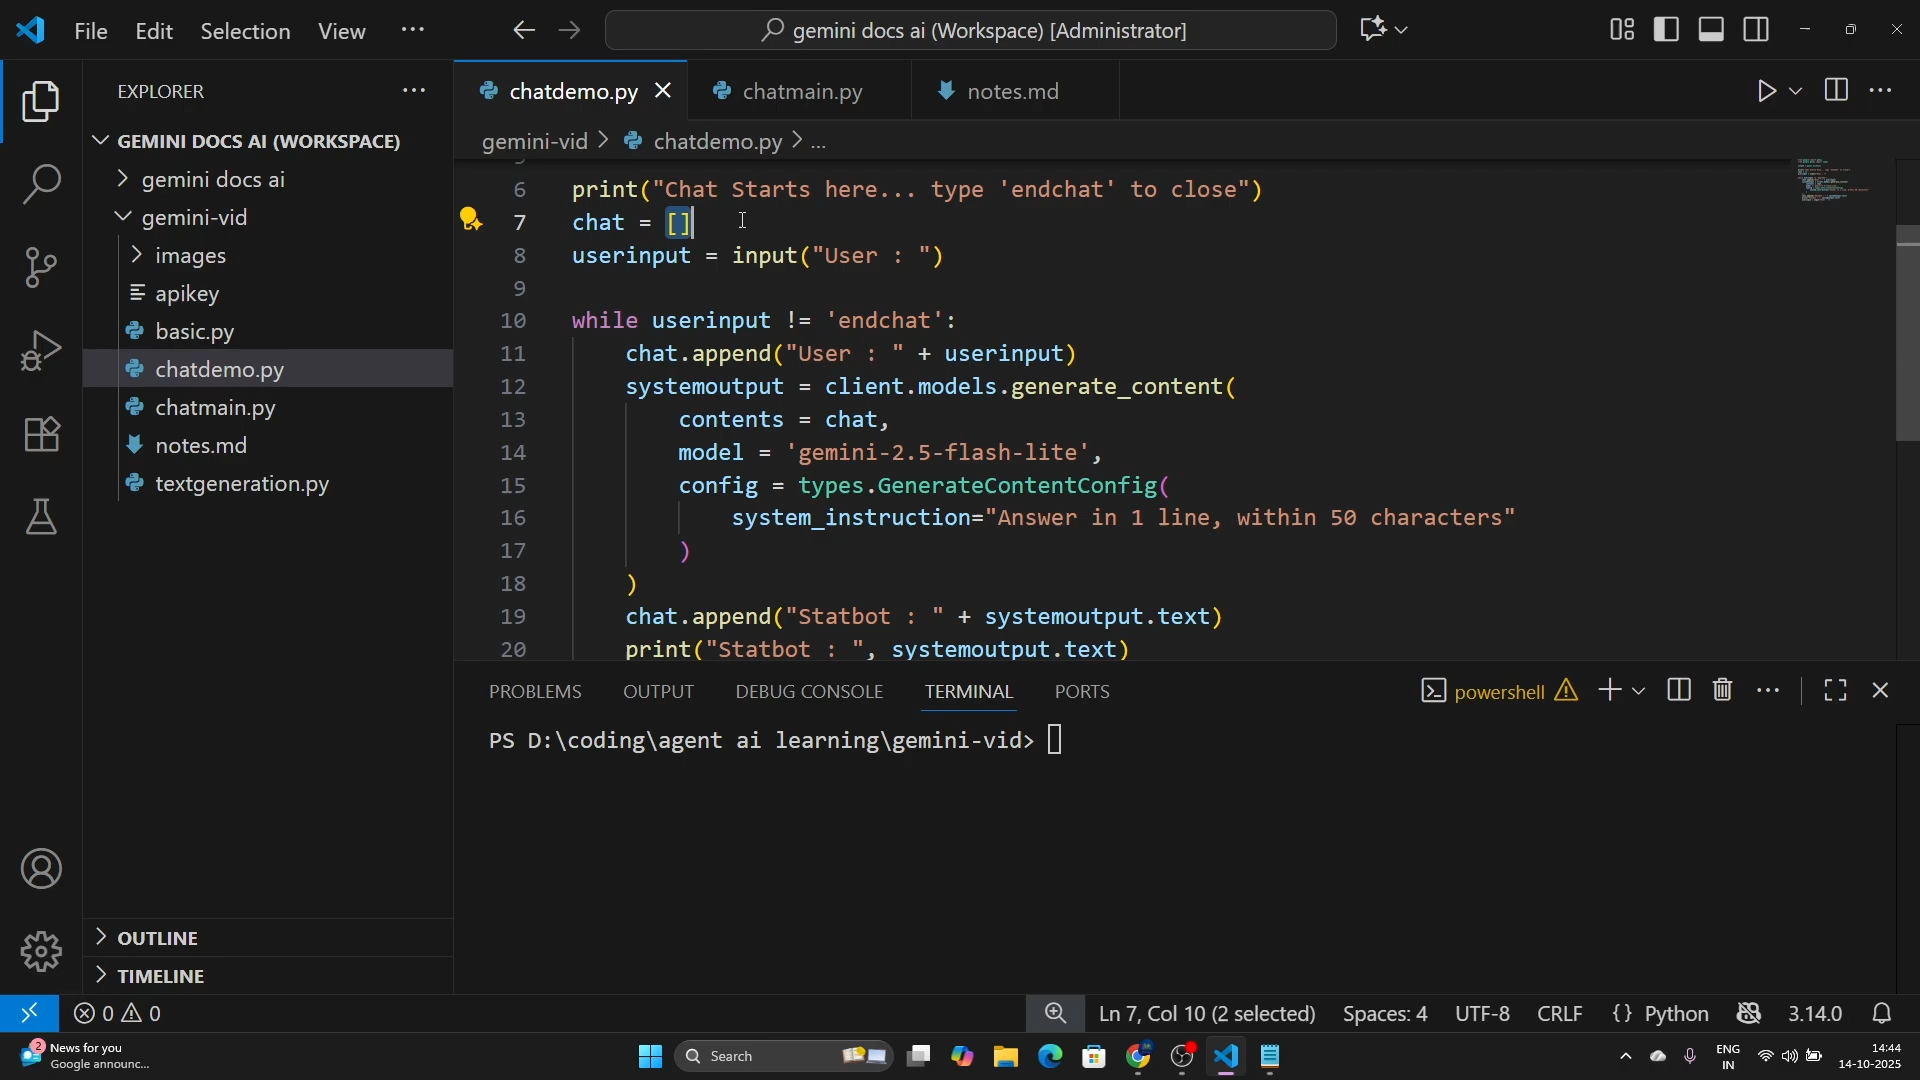 File Edit Selection View ...
gemini docs ai (Workspace) [Administrator]
EXPLORER
GEMINI DOCS AI (WORKSPACE)
gemini docs ai
gemini-vid
images
apikey
basic.py
chatdemo.py
chatmain.py
notes.md
textgeneration.py
OUTLINE
TIMELINE
chatdemo.py chatmain.py notes.md
gemini-vid > chatdemo.py > ...
6 print("Chat Starts here... type 'endchat' to close")
7 chat = []
8 userinput = input("User : ")
9
10 while userinput != 'endchat':
11 chat.append("User : " + userinput)
12 systemoutput = client.models.generate_content(
13 contents = chat,
14 model = 'gemini-2.5-flash-lite',
15 config = types.GenerateContentConfig(
16 system_instruction="Answer in 1 line, within 50 characters"
17 )
18 )
19 chat.append("Statbot : " + systemoutput.text)
20 print("Statbot : ", systemoutput.text)
PROBLEMS OUTPUT DEBUG CONSOLE TERMINAL PORTS
powershell
PS D:\coding\agent ai learning\gemini-vid>
0 0
Ln 7, Col 10 (2 selected) Spaces: 4 UTF-8 CRLF {} Python 3.14.0
2
News for you
Google announc...
Search
ENG
IN
14:44
14-10-2025